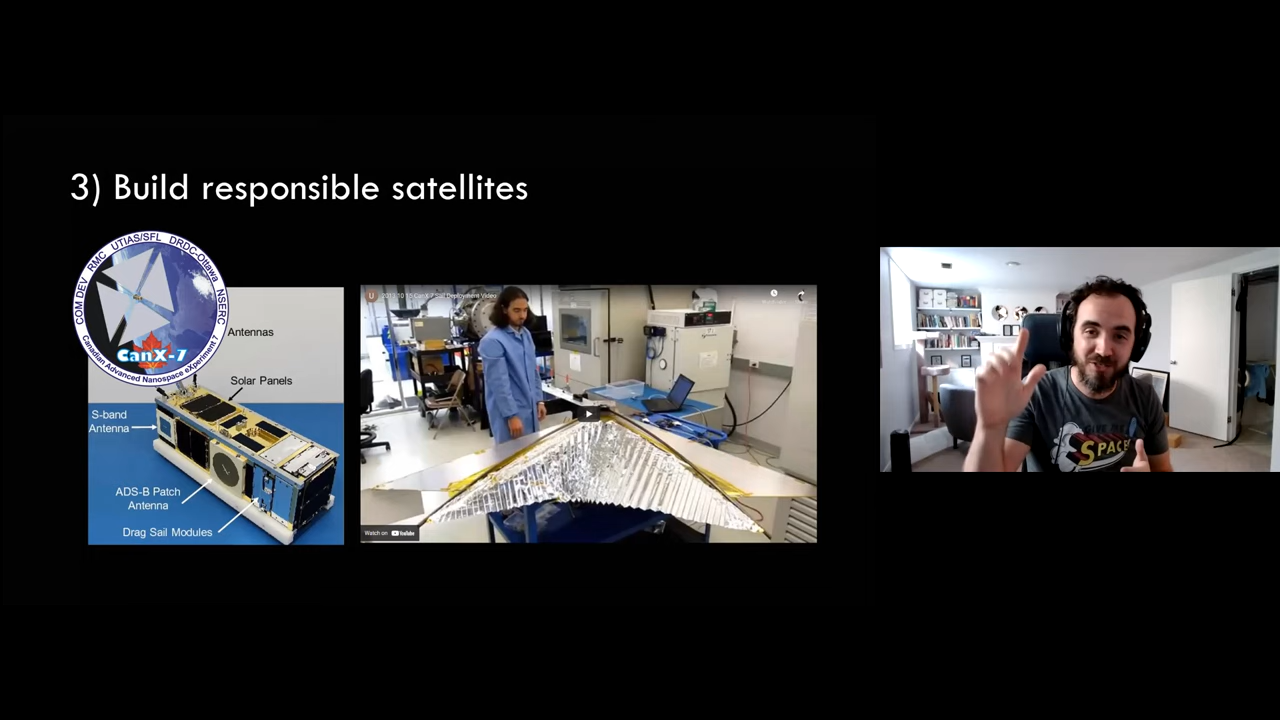 3) Build responsible satellites
COM DEV RMC UTIAS/SFL DRDC-Ottawa NSERC
CanX-7
Canadian Advanced Nanospace eXperiment 7
Antennas
Solar Panels
S-band
Antenna
ADS-B Patch
Antenna
Drag Sail Modules
U
CanX-7 Sail Deployment Video
Watch on YouTube
GIVE ME
SPACE